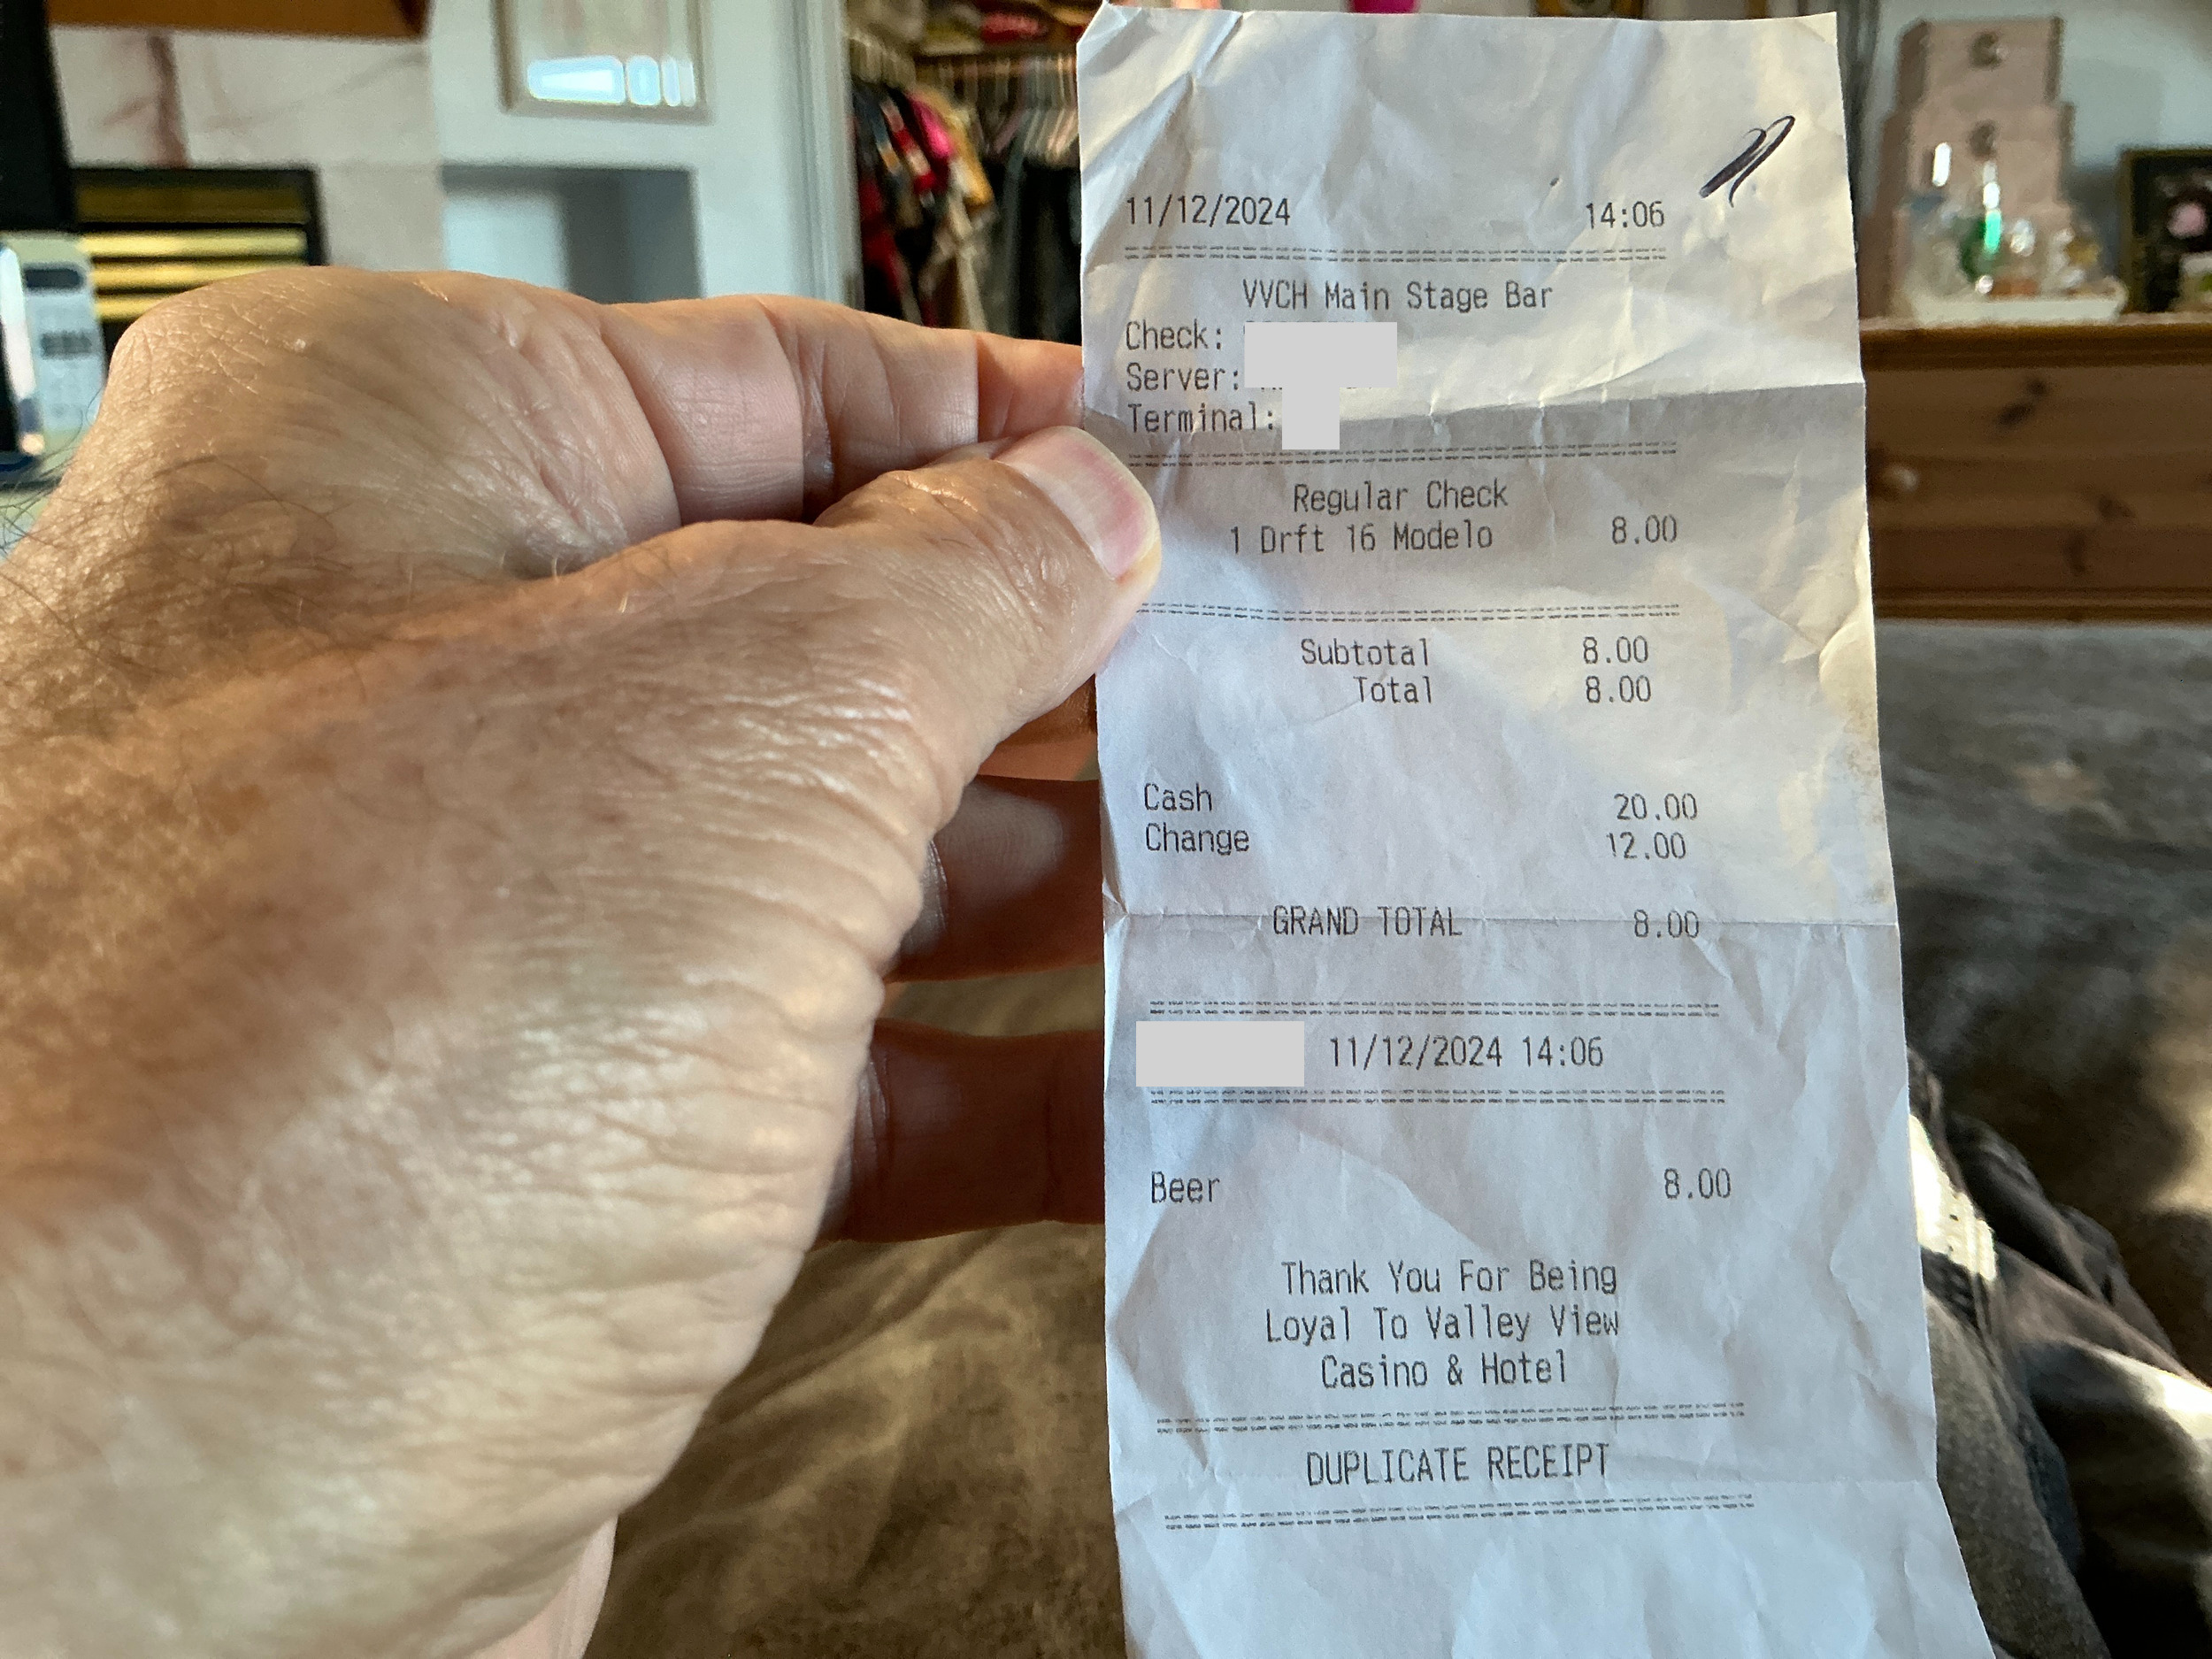 11/12/2024 14:06
VVCH Main Stage Bar
Check:
Server:
Terminal:
Regular Check
1 Drft 16 Modelo 8.00
Subtotal 8.00
Total 8.00
Cash 20.00
Change 12.00
GRAND TOTAL 8.00
11/12/2024 14:06
Beer 8.00
Thank You For Being
Loyal To Valley View
Casino & Hotel
DUPLICATE RECEIPT